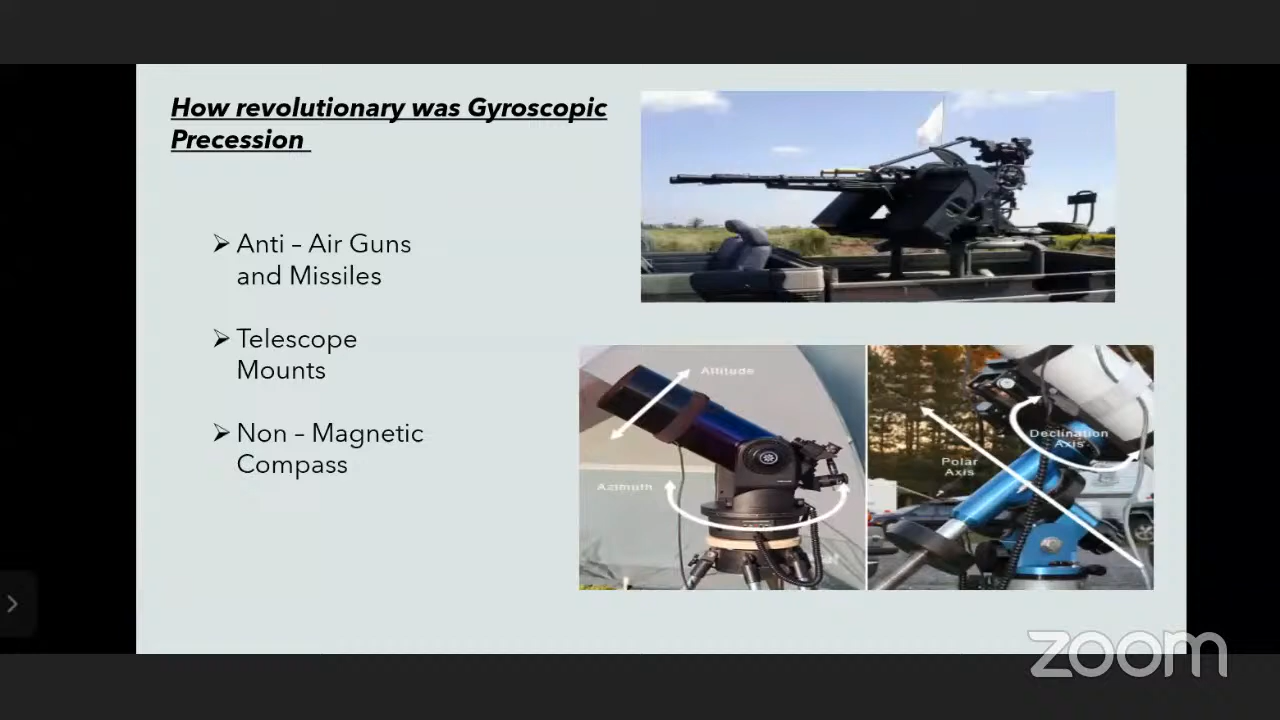 How revolutionary was Gyroscopic
Precession
➢ Anti – Air Guns
and Missiles
➢ Telescope
Mounts
➢ Non – Magnetic
Compass
Altitude
Azimuth
Declination
Axis
Polar
Axis
zoom